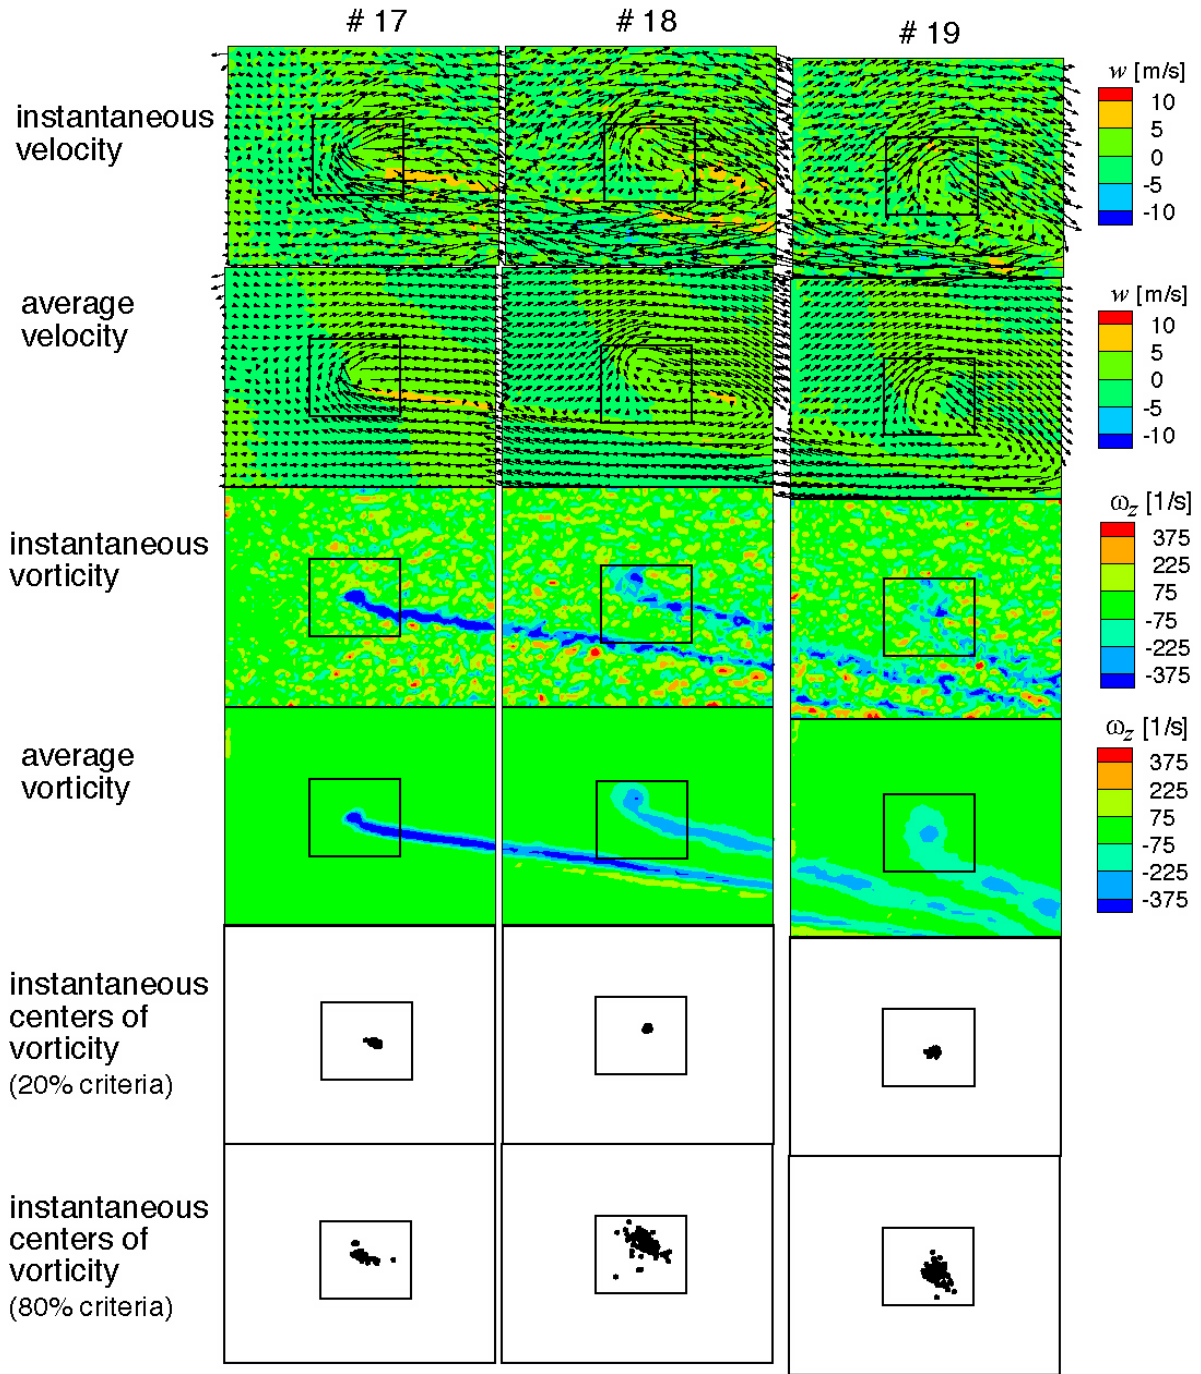 # 17
# 18
# 19
instantaneous
velocity
w [m/s]
10
5
0
-5
-10
average
velocity
w [m/s]
10
5
0
-5
-10
instantaneous
vorticity
ωz [1/s]
375
225
75
-75
-225
-375
average
vorticity
ωz [1/s]
375
225
75
-75
-225
-375
instantaneous
centers of
vorticity
(20% criteria)
instantaneous
centers of
vorticity
(80% criteria)